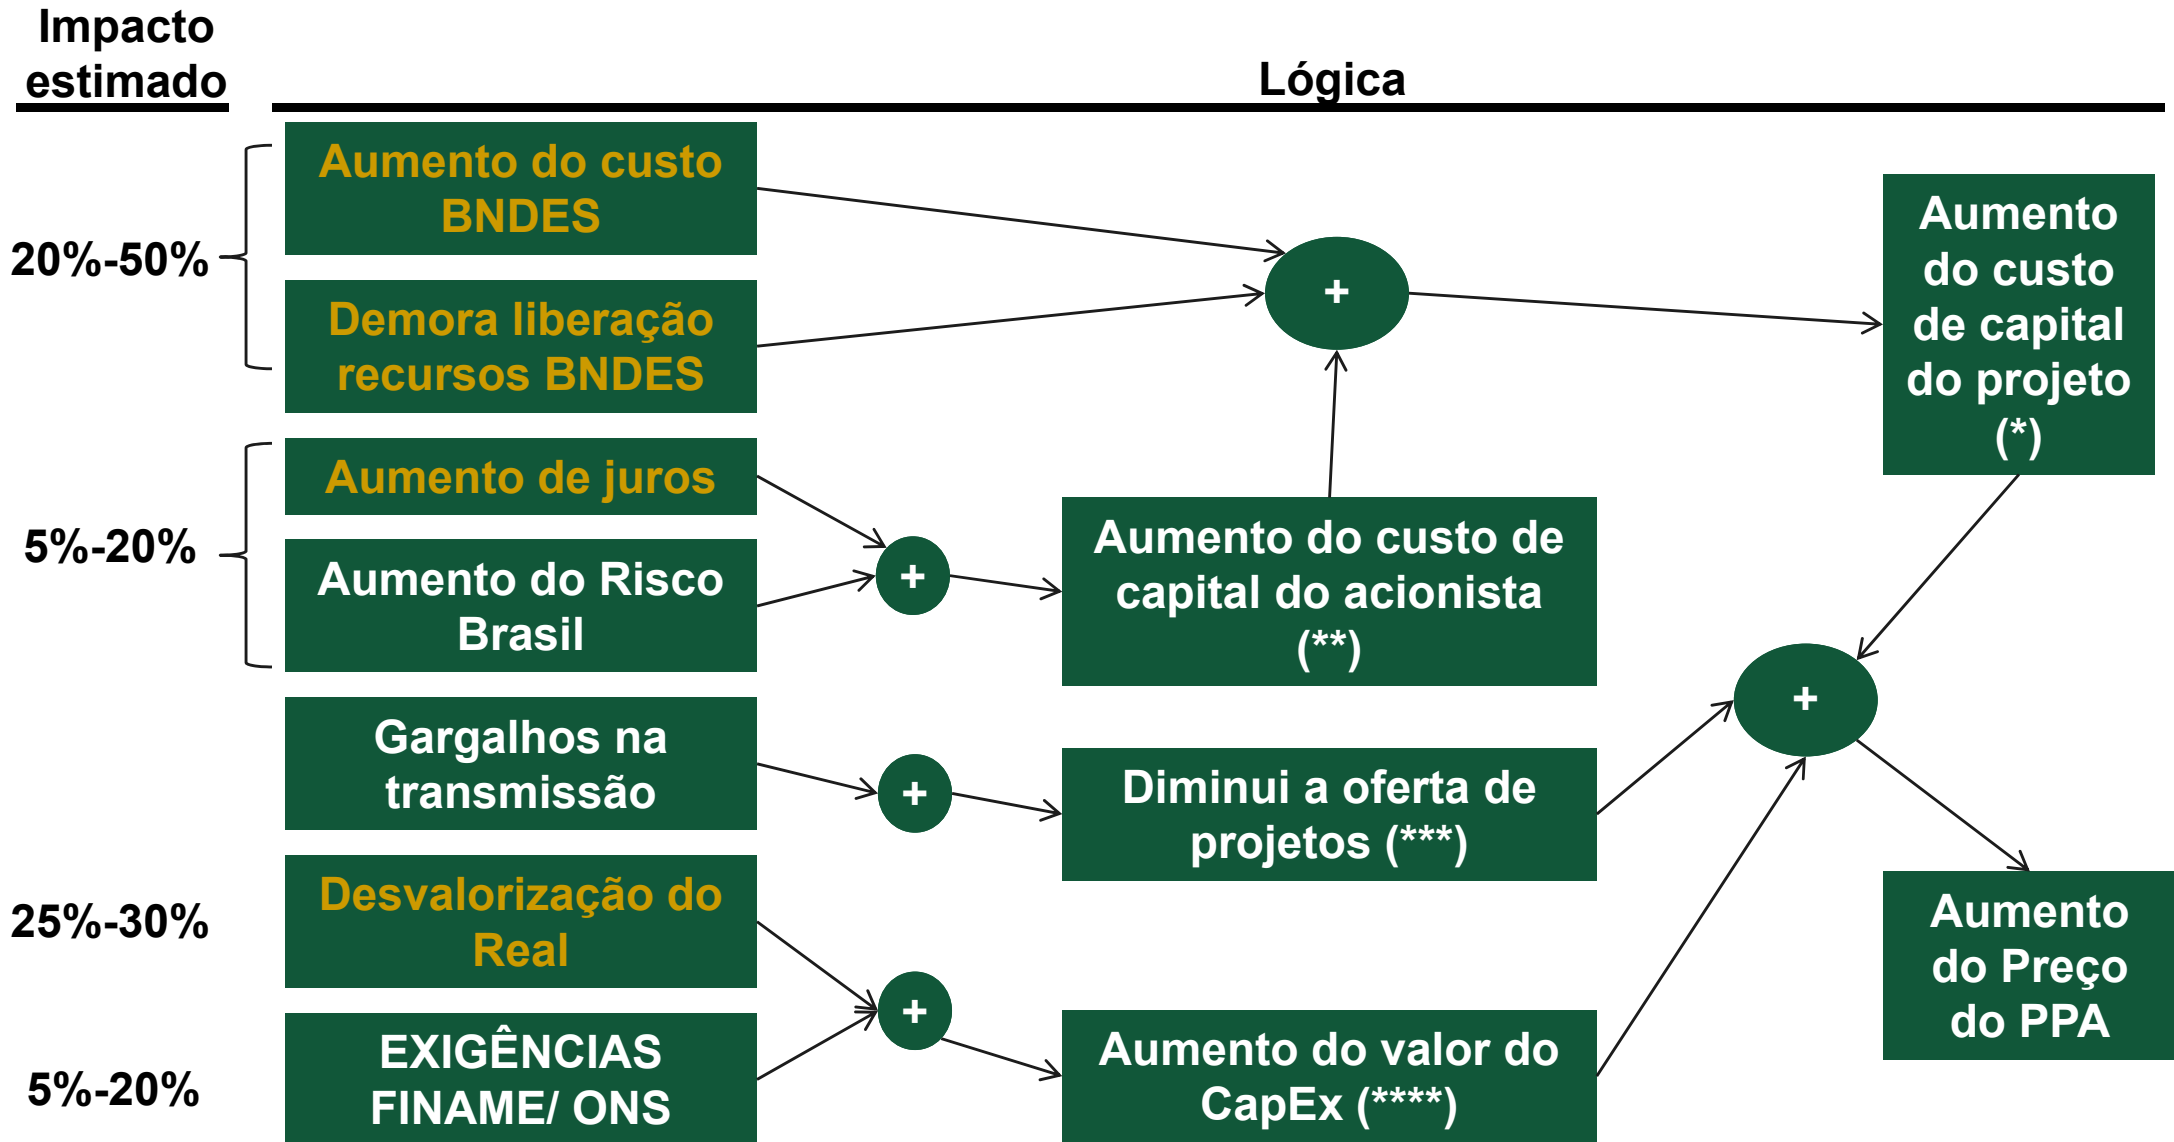 Impacto
estimado
Lógica
20%-50%
Aumento do custo
BNDES
Demora liberação
recursos BNDES
5%-20%
Aumento de juros
Aumento do Risco
Brasil
Gargalhos na
transmissão
25%-30%
Desvalorização do
Real
5%-20%
EXIGÊNCIAS
FINAME/ ONS
+
+
+
+
Aumento do custo de
capital do acionista
(**)
Diminui a oferta de
projetos (***)
Aumento do valor do
CapEx (****)
Aumento
do custo
de capital
do projeto
(*)
+
Aumento
do Preço
do PPA